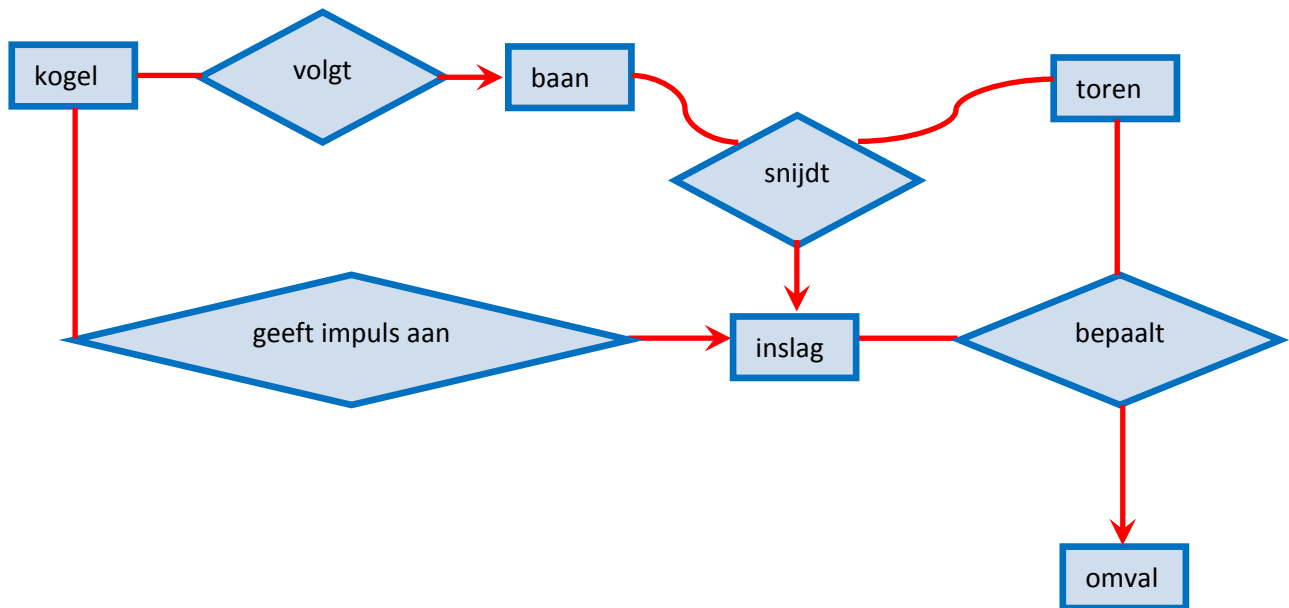 kogel
volgt
baan
toren
snijdt
geeft impuls aan
inslag
bepaalt
omval